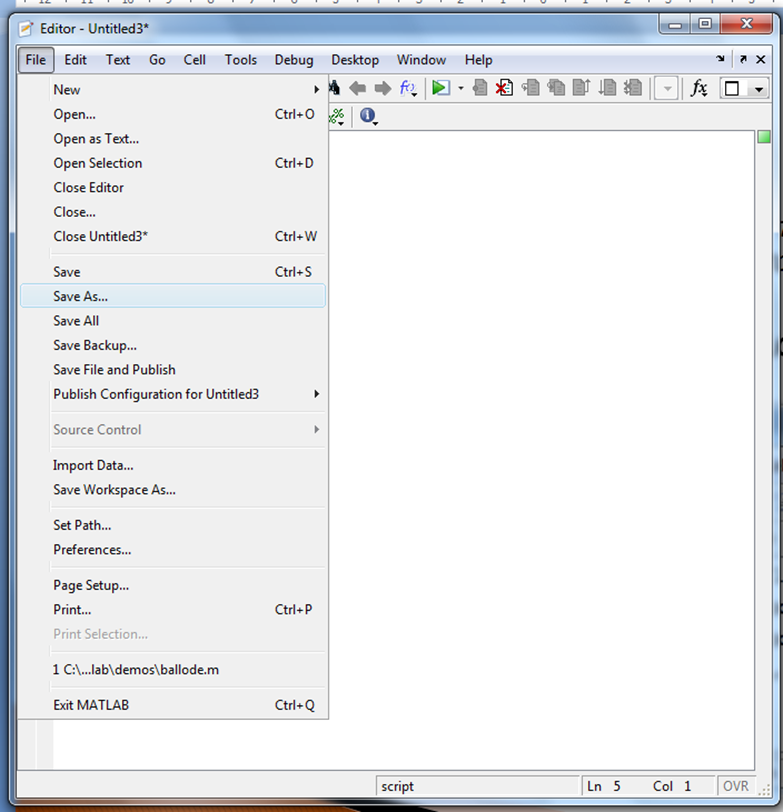 Editor - Untitled3*
File Edit Text Go Cell Tools Debug Desktop Window Help
New
Open... Ctrl+O
Open as Text...
Open Selection Ctrl+D
Close Editor
Close...
Close Untitled3* Ctrl+W
Save Ctrl+S
Save As...
Save All
Save Backup...
Save File and Publish
Publish Configuration for Untitled3
Source Control
Import Data...
Save Workspace As...
Set Path...
Preferences...
Page Setup...
Print... Ctrl+P
Print Selection...
1 C:\...lab\demos\ballode.m
Exit MATLAB Ctrl+Q
script Ln 5 Col 1 OVR